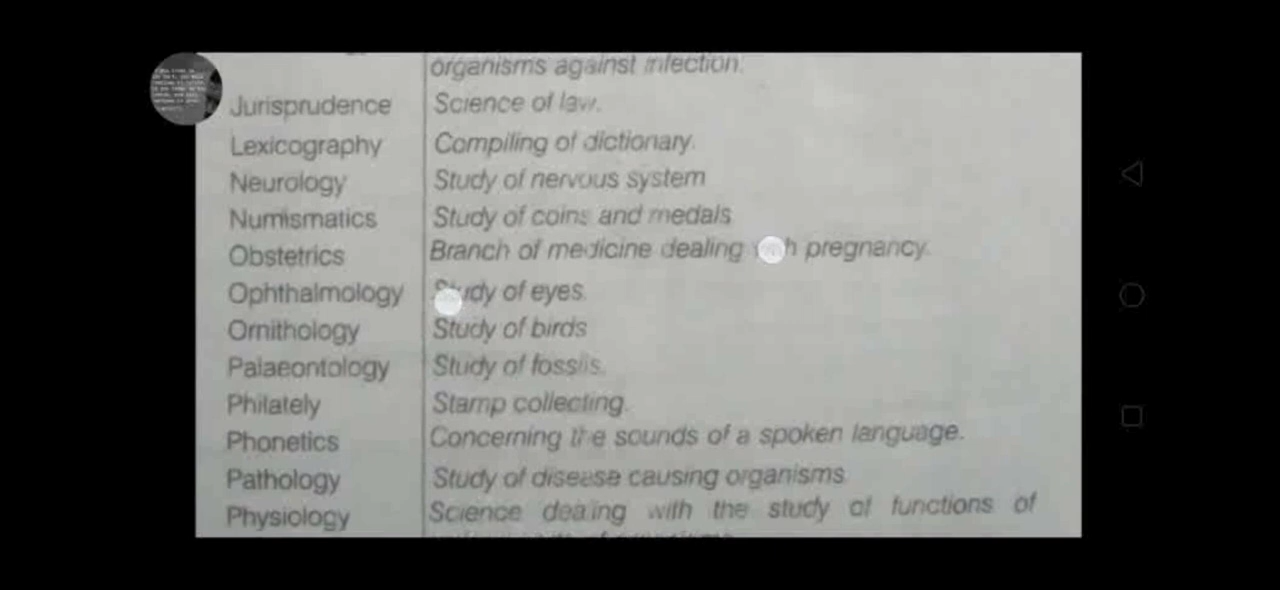 organisms against infection.
Jurisprudence Science of law.
Lexicography Compiling of dictionary.
Neurology Study of nervous system
Numismatics Study of coins and medals
Obstetrics Branch of medicine dealing with pregnancy.
Ophthalmology Study of eyes.
Ornithology Study of birds
Palaeontology Study of fossils.
Philately Stamp collecting.
Phonetics Concerning the sounds of a spoken language.
Pathology Study of disease causing organisms
Physiology Science dealing with the study of functions of